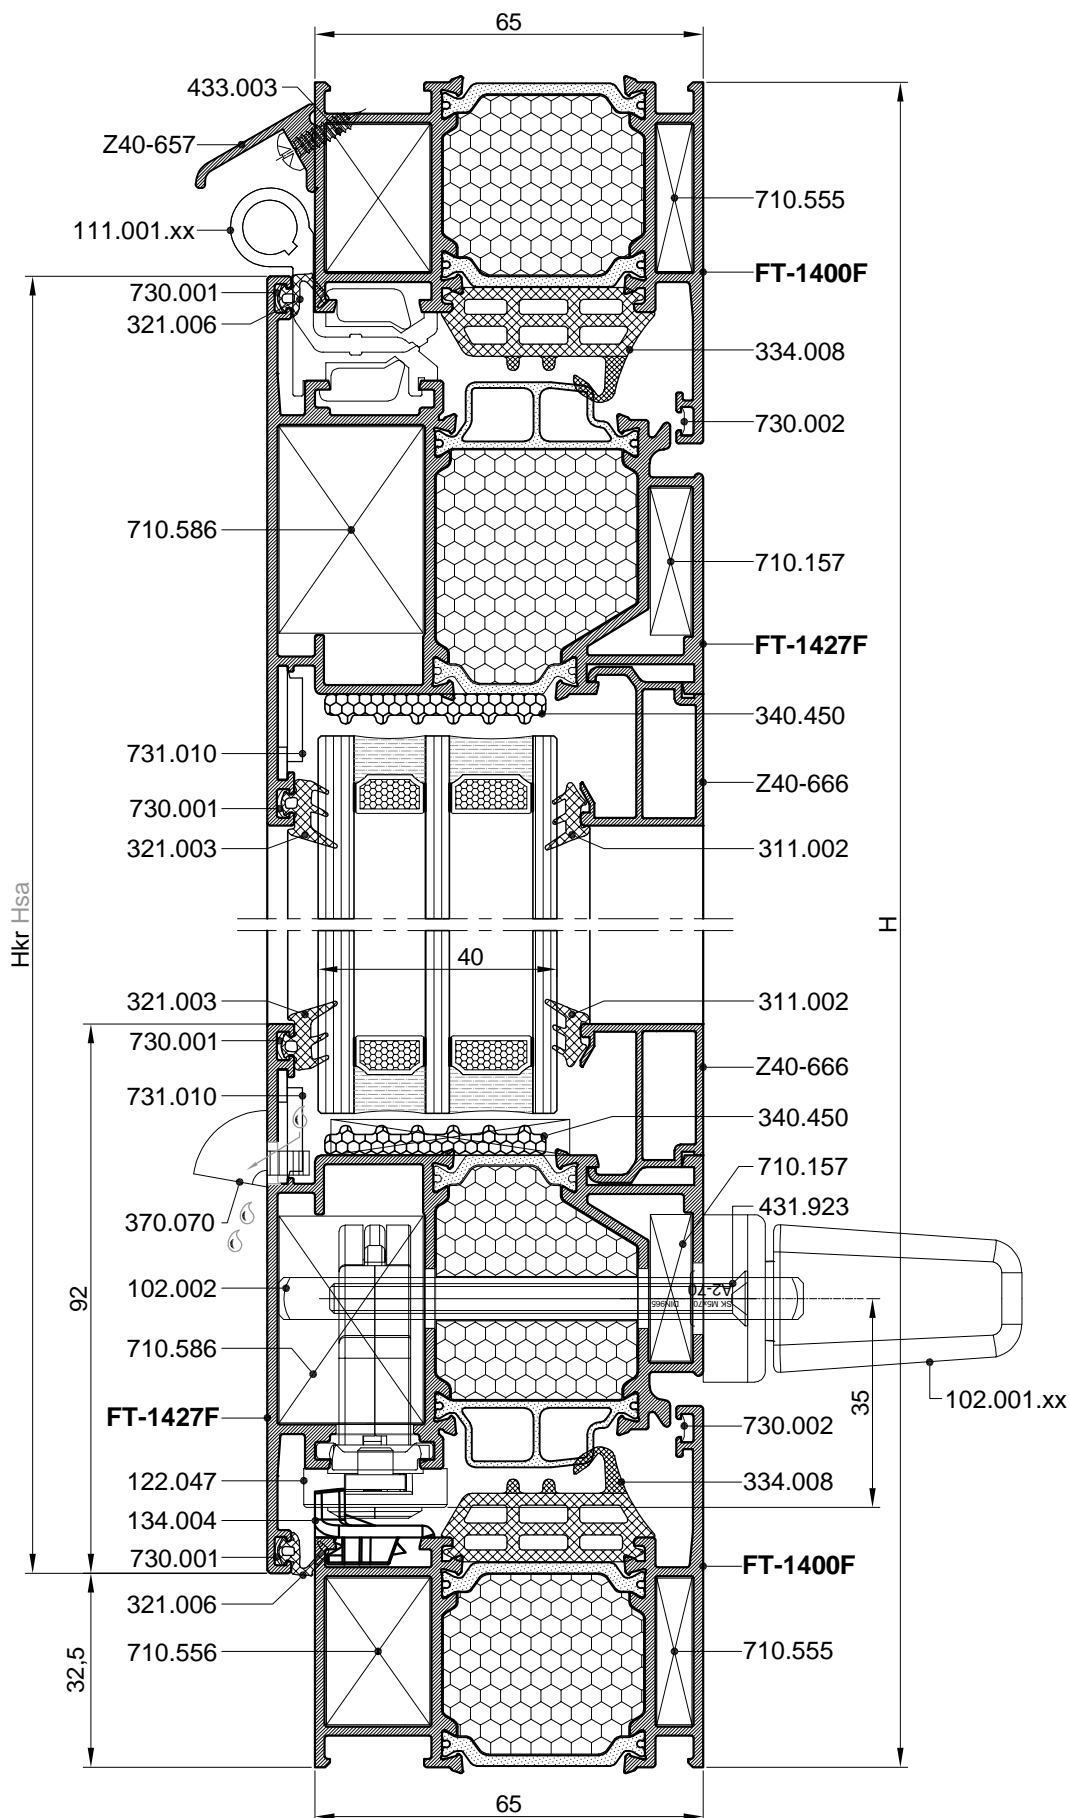 65
433.003
Z40-657
710.555
111.001.xx
FT-1400F
730.001
321.006
334.008
730.002
710.586
710.157
FT-1427F
340.450
731.010
Z40-666
730.001
321.003
311.002
Hkr Hsa
H
40
321.003
311.002
730.001
Z40-666
731.010
340.450
710.157
431.923
370.070
102.002
A2-70
SK M5x70 DIN965
92
710.586
35
102.001.xx
FT-1427F
730.002
122.047
334.008
134.004
730.001
FT-1400F
321.006
710.556
710.555
32,5
65